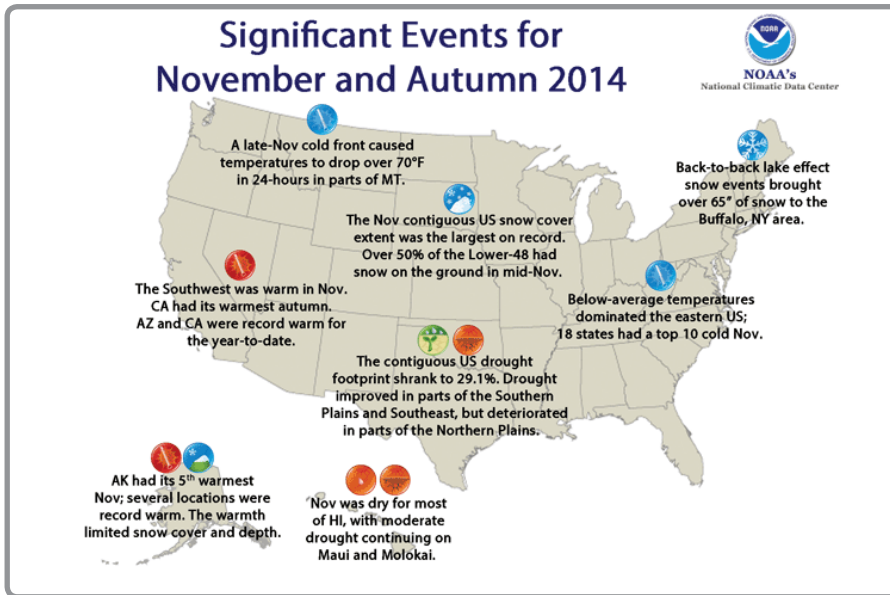 Significant Events for
November and Autumn 2014
NOAA
NOAA's
National Climatic Data Center
A late-Nov cold front caused
temperatures to drop over 70°F
in 24-hours in parts of MT.
Back-to-back lake effect
snow events brought
over 65” of snow to the
Buffalo, NY area.
The Nov contiguous US snow cover
extent was the largest on record.
Over 50% of the Lower-48 had
snow on the ground in mid-Nov.
The Southwest was warm in Nov.
CA had its warmest autumn.
AZ and CA were record warm for
the year-to-date.
Below-average temperatures
dominated the eastern US;
18 states had a top 10 cold Nov.
The contiguous US drought
footprint shrank to 29.1%. Drought
improved in parts of the Southern
Plains and Southeast, but deteriorated
in parts of the Northern Plains.
AK had its 5th warmest
Nov; several locations were
record warm. The warmth
limited snow cover and depth.
Nov was dry for most
of HI, with moderate
drought continuing on
Maui and Molokai.